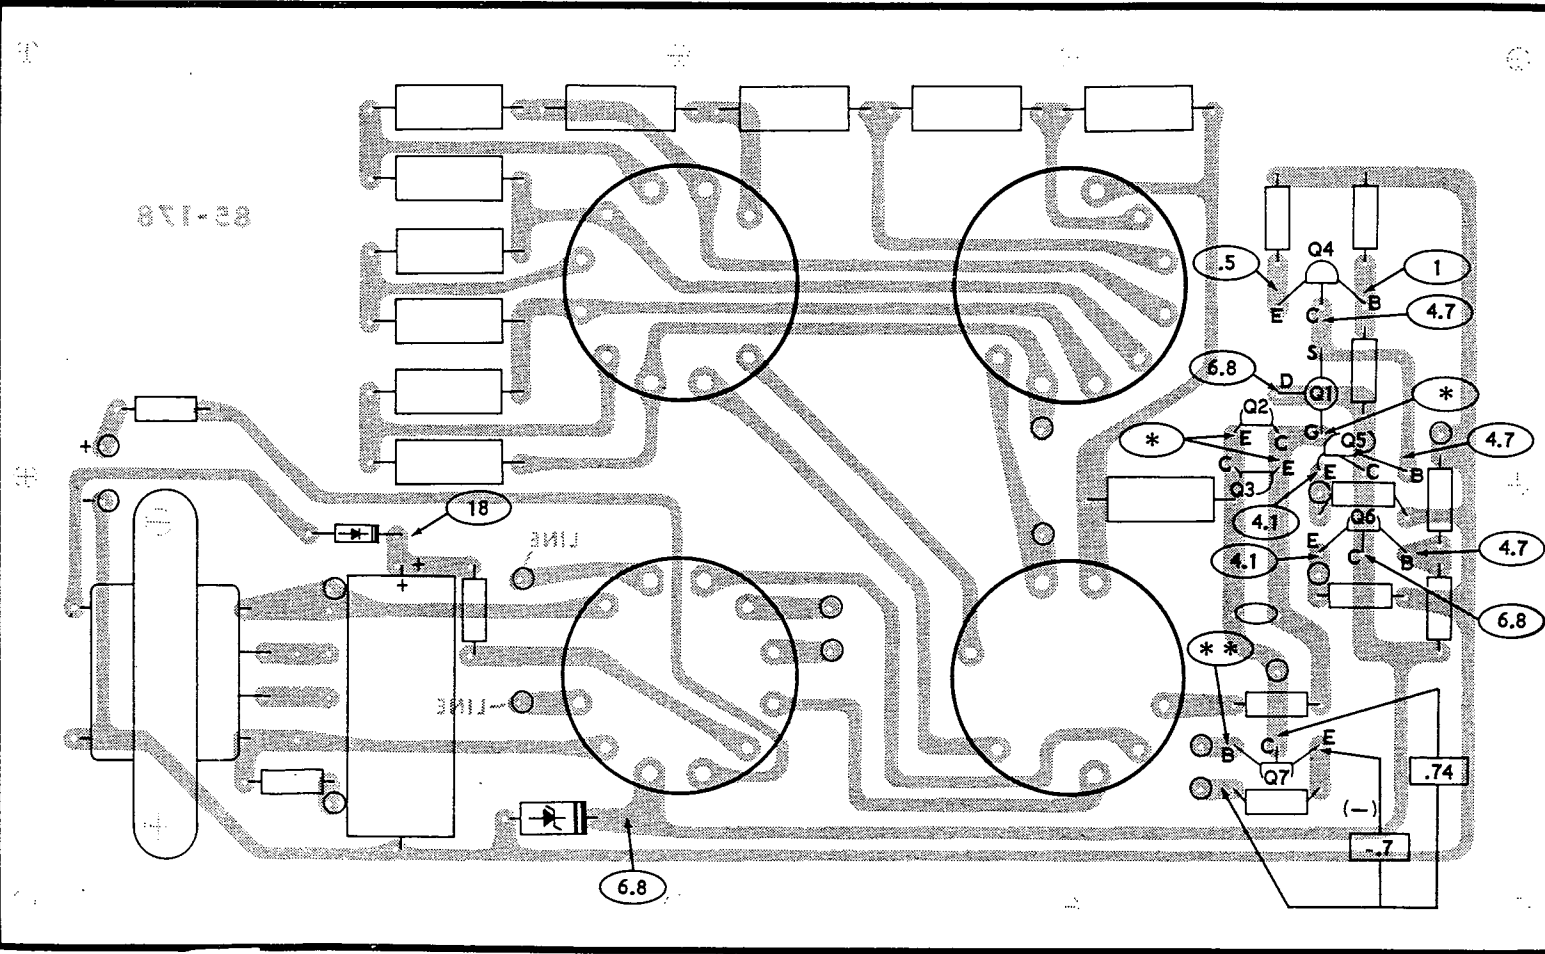 85-178
.5
Q4
1
E
C
B
4.7
S
6.8
D
Q1
*
Q2
*
E
C
G
Q5
4.7
C
E
E
C
B
Q3
+
-
18
4.1
Q6
LINE
E
4.7
4.1
C
B
+
+
6.8
**
LINE
B
C
E
Q7
.74
(-)
-.7
6.8